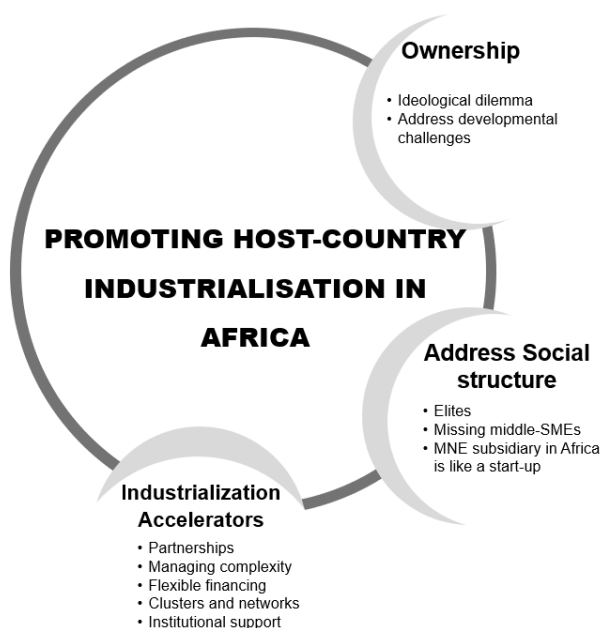 Ownership
• Ideological dilemma
• Address developmental
challenges
PROMOTING HOST-COUNTRY
INDUSTRIALISATION IN
AFRICA
Address Social
structure
• Elites
• Missing middle-SMEs
• MNE subsidiary in Africa
is like a start-up
Industrialization
Accelerators
• Partnerships
• Managing complexity
• Flexible financing
• Clusters and networks
• Institutional support